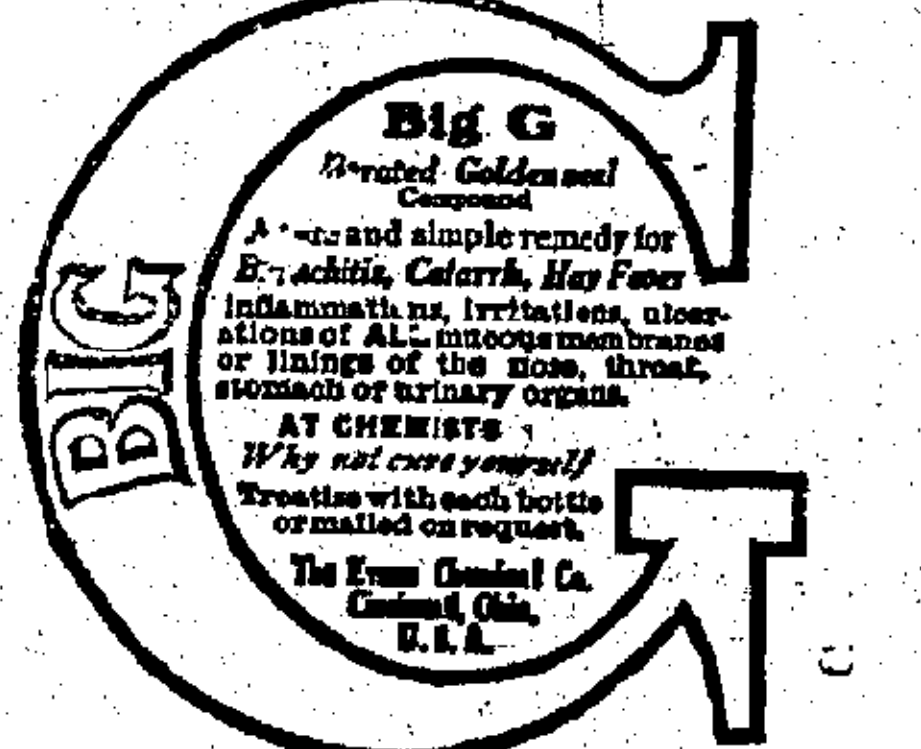 BIG
Big G
Goldenseal
Compound
and simple remedy for
Catarrh, Hay Fever
inflammations, irritations, ulcer-
ations of ALL mucous membranes
or linings of the nose, throat,
stomach or urinary organs.
AT CHEMISTS
Why not cure yourself
Treatise with each bottle
or mailed on request.
The Evans Chemical Co.
Cincinnati, Ohio,
U. S. A.